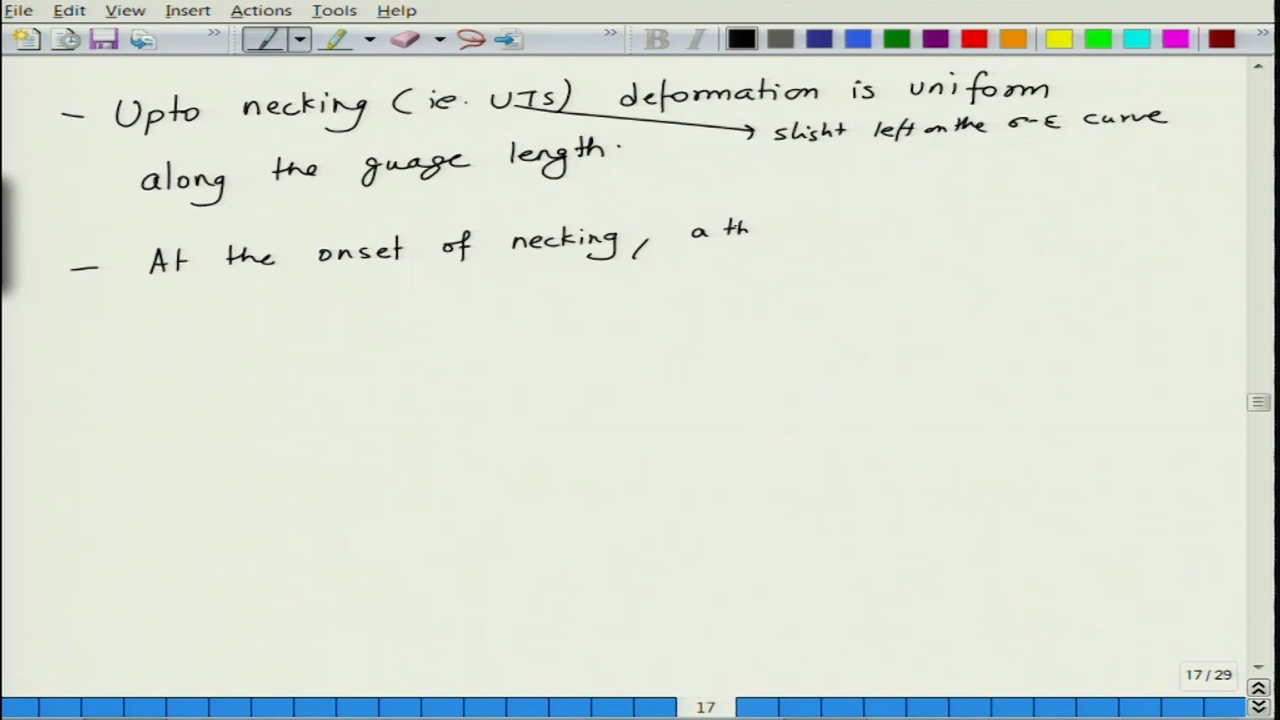 File Edit View Insert Actions Tools Help
B I
- Upto necking (ie. UTS) deformation is uniform
→ slight left on the σ-ε curve
along the guage length.
- At the onset of necking, a th
17 / 29
17